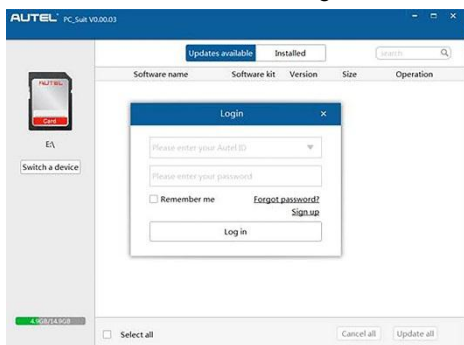 AUTEL PC_Suit V0.00.03
Updates available Installed search
Software name Software kit Version Size Operation
AUTEL
Card
E:\
Switch a device
Login
Please enter your Autel ID
Please enter your password
Remember me Forgot password?
Sign up
Log in
4.9GB/14.9GB
Select all Cancel all Update all